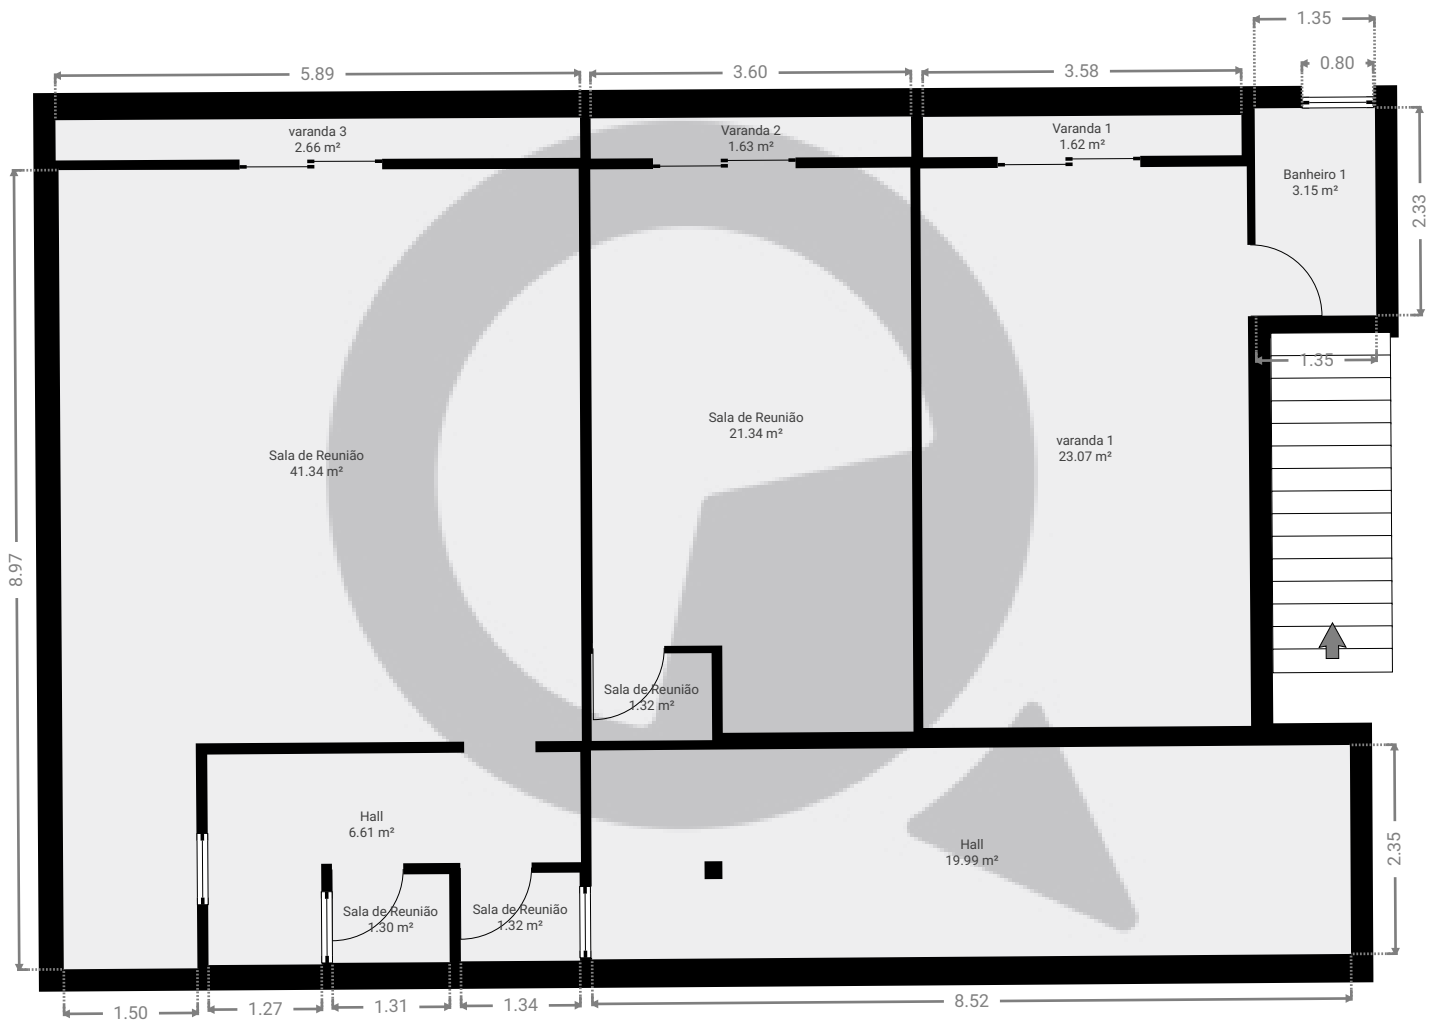 1.35
0.80
5.89
3.60
3.58
varanda 3
2.66 m²
Varanda 2
1.63 m²
Varanda 1
1.62 m²
Banheiro 1
3.15 m²
2.33
1.35
Sala de Reunião
41.34 m²
Sala de Reunião
21.34 m²
varanda 1
23.07 m²
8.97
Sala de Reunião
1.32 m²
Hall
6.61 m²
Hall
19.99 m²
2.35
Sala de Reunião
1.30 m²
Sala de Reunião
1.32 m²
1.50
1.27
1.31
1.34
8.52